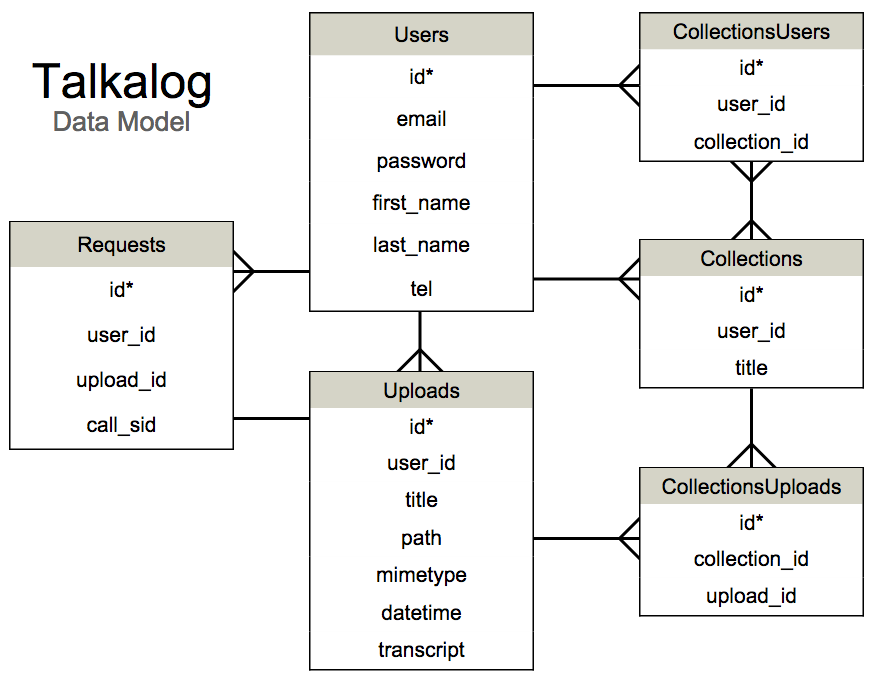 Talkalog
Data Model
Users
id*
email
password
first_name
last_name
tel
CollectionsUsers
id*
user_id
collection_id
Requests
id*
user_id
upload_id
call_sid
Collections
id*
user_id
title
Uploads
id*
user_id
title
path
mimetype
datetime
transcript
CollectionsUploads
id*
collection_id
upload_id